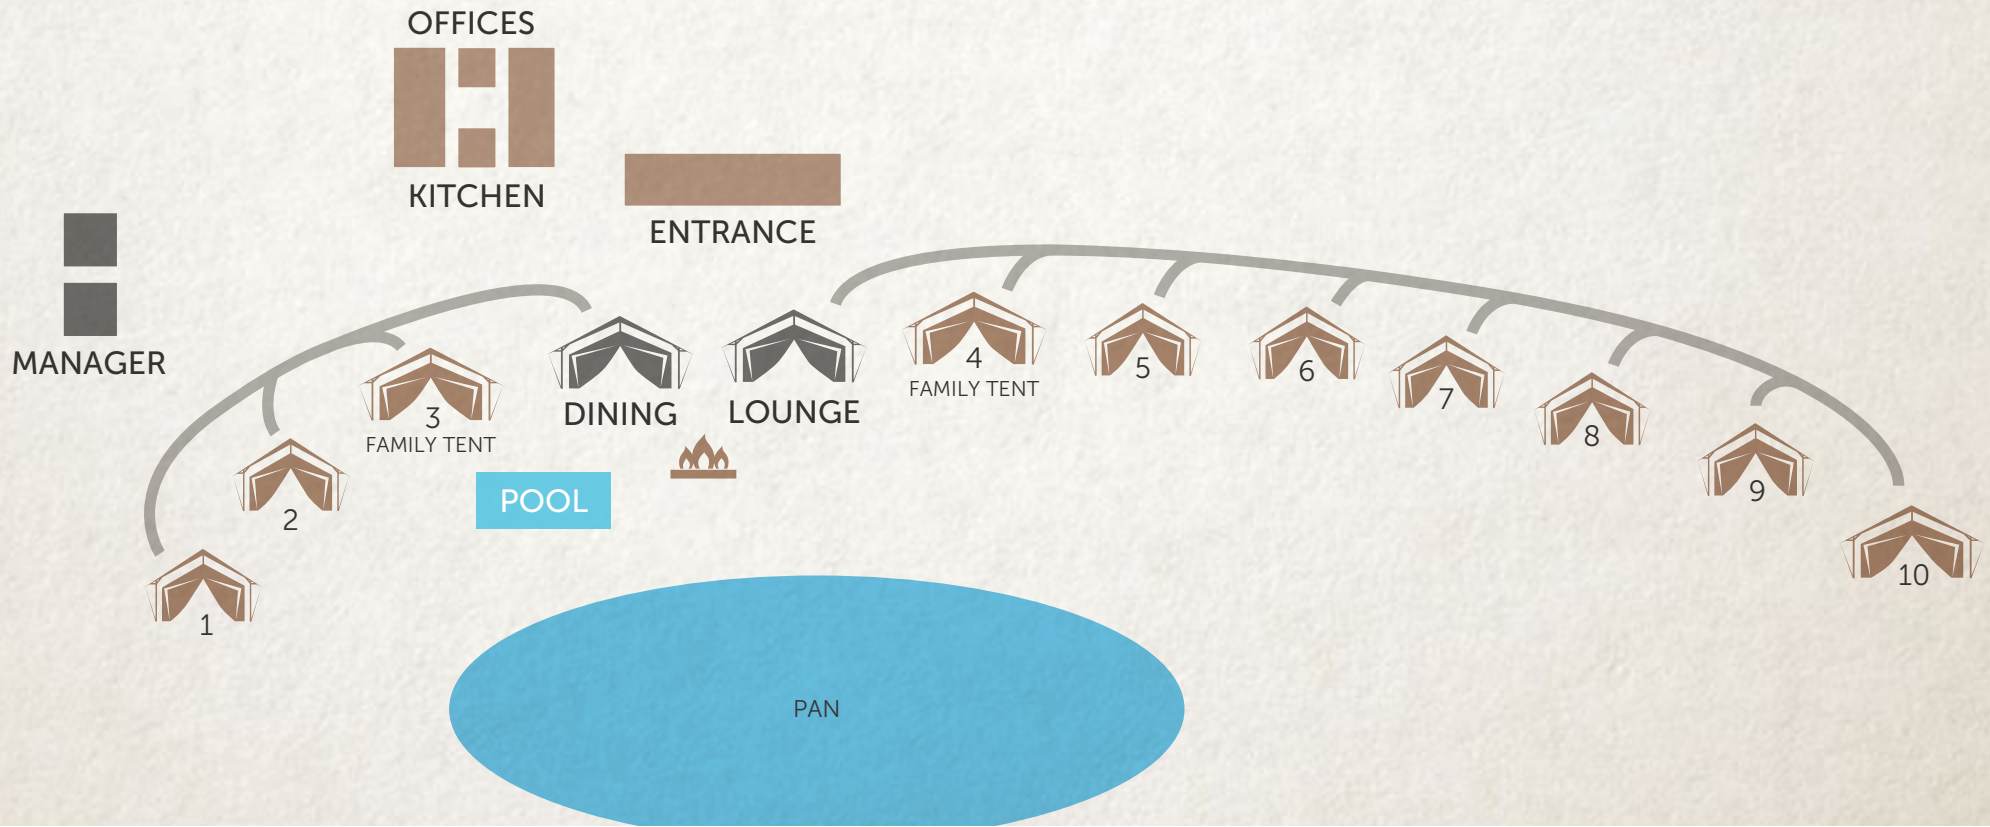 OFFICES
KITCHEN
ENTRANCE
MANAGER
DINING
LOUNGE
POOL
1
2
3
FAMILY TENT
4
FAMILY TENT
5
6
7
8
9
10
PAN